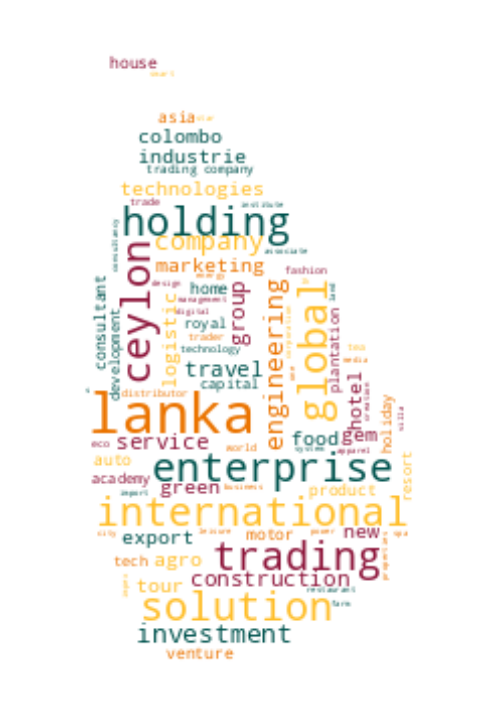 house
smart
asia
star
colombo
industrie
trading company
technologies
trade
institute
holding
consultancy
company
associate
ceylon
marketing
fashion
energy
consultant
design
home
land
management
group
digital
royal
logistic
engineering
global
corporation
plantation
trader
technology
tea
media
development
travel
capital
hotel
creation
distributor
lanka
holiday
villa
eco
service
food
gem
world
system
apparel
auto
enterprise
resort
academy
green
business
product
import
international
city
leisure
motor
power
new
spa
export
trading
properties
tech
agro
construction
tour
restaurant
solution
farm
investment
venture